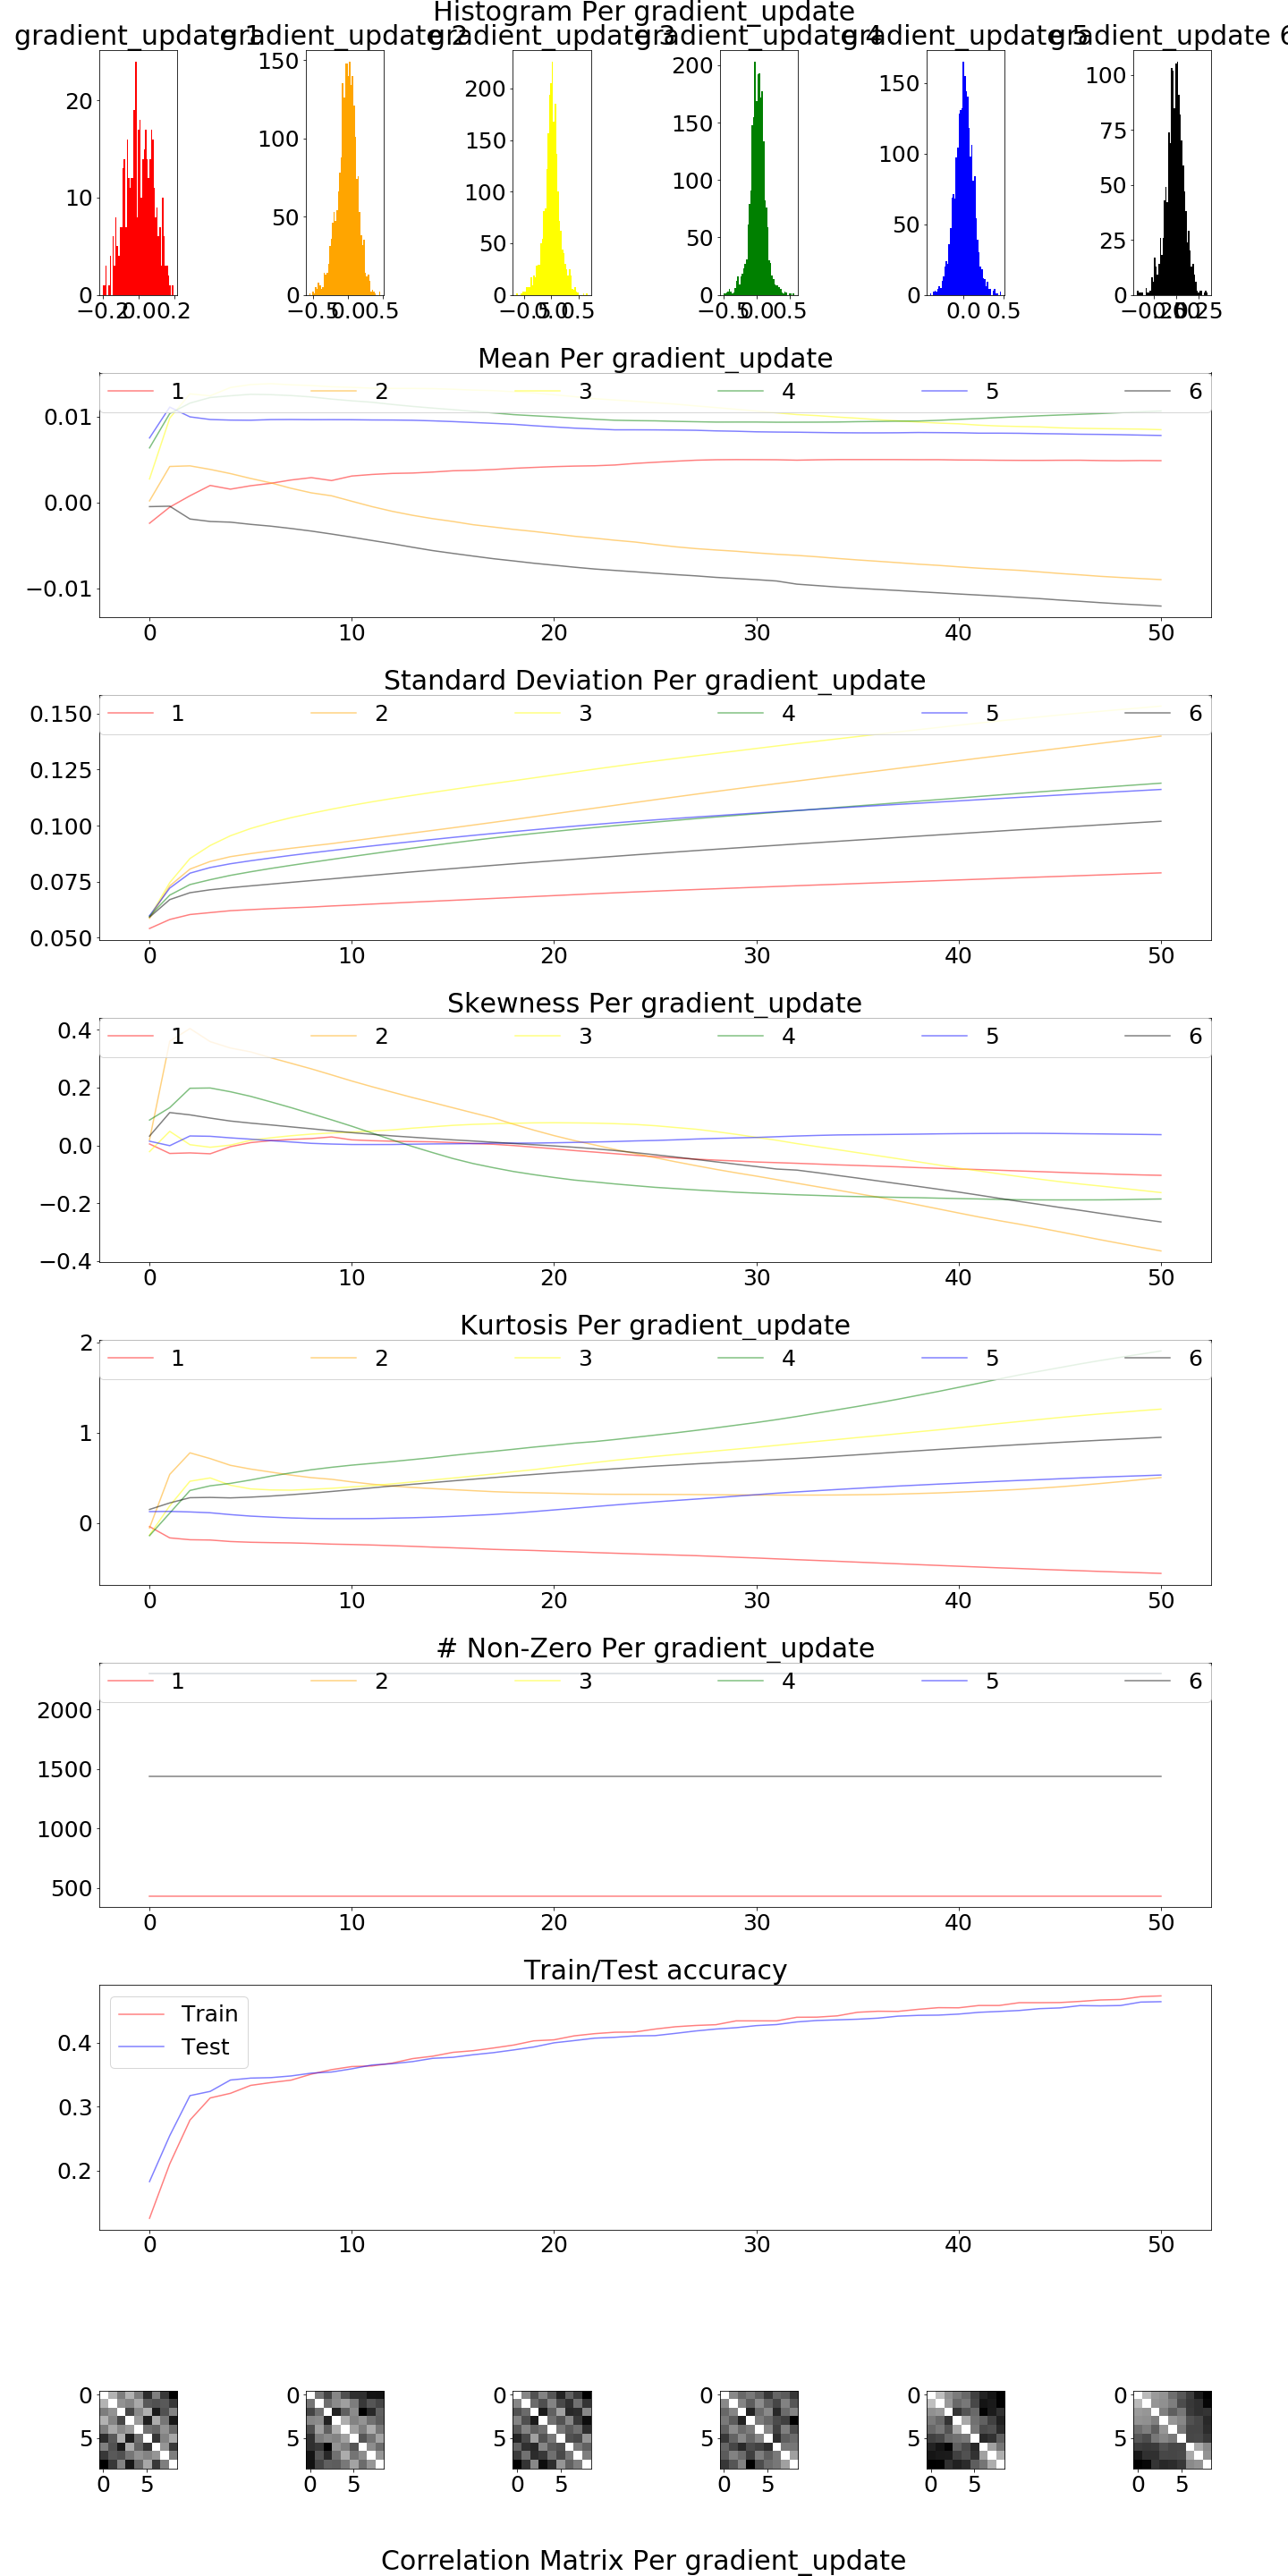 Histogram Per gradient_update
gradient_update 1 gradient_update 2 gradient_update 3 gradient_update 4 gradient_update 5 gradient_update 6
20 10 0
−0.2 0.0 0.2
150 100 50 0
−0.5 0.0 0.5
200 150 100 50 0
−0.5 0.0 0.5
200 150 100 50 0
−0.5 0.0 0.5
150 100 50 0
0.0 0.5
100 75 50 25 0
−0.25 0.00 0.25
Mean Per gradient_update
1 2 3 4 5 6
0.01
0.00
−0.01
0 10 20 30 40 50
Standard Deviation Per gradient_update
0.150
1 2 3 4 5 6
0.125
0.100
0.075
0.050
0 10 20 30 40 50
Skewness Per gradient_update
0.4
1 2 3 4 5 6
0.2
0.0
−0.2
−0.4
0 10 20 30 40 50
Kurtosis Per gradient_update
2
1 2 3 4 5 6
1
0
0 10 20 30 40 50
# Non-Zero Per gradient_update
1 2 3 4 5 6
2000
1500
1000
500
0 10 20 30 40 50
Train/Test accuracy
Train
Test
0.4
0.3
0.2
0 10 20 30 40 50
0 0 0 0 0 0
5 5 5 5 5 5
0 5 0 5 0 5 0 5 0 5 0 5
Correlation Matrix Per gradient_update